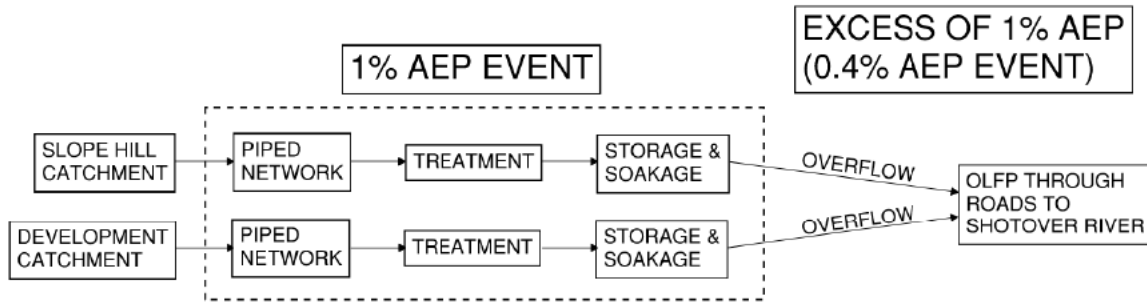 EXCESS OF 1% AEP
(0.4% AEP EVENT)
1% AEP EVENT
SLOPE HILL
CATCHMENT
PIPED
NETWORK
TREATMENT
STORAGE &
SOAKAGE
OVERFLOW
DEVELOPMENT
CATCHMENT
PIPED
NETWORK
TREATMENT
STORAGE &
SOAKAGE
OVERFLOW
OLFP THROUGH
ROADS TO
SHOTOVER RIVER